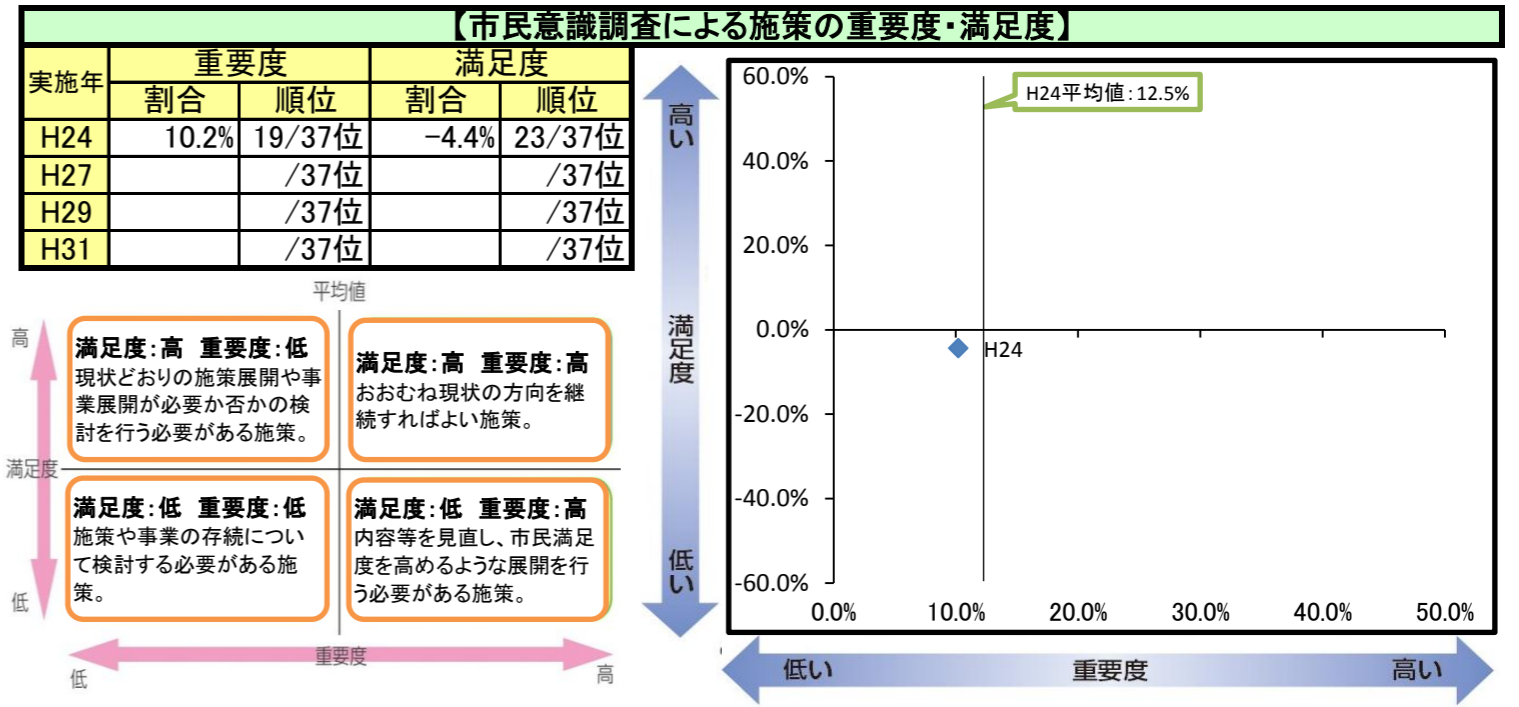 【市民意識調査による施策の重要度・満足度】
実施年 重要度 満足度
割合 順位 割合 順位
H24 10.2% 19/37位 -4.4% 23/37位
H27 /37位 /37位
H29 /37位 /37位
H31 /37位 /37位
平均値
高
満足度:高 重要度:低
現状どおりの施策展開や事
業展開が必要か否かの検
討を行う必要がある施策。
満足度:高 重要度:高
おおむね現状の方向を継
続すればよい施策。
満足度
満足度:低 重要度:低
施策や事業の存続につい
て検討する必要がある施
策。
満足度:低 重要度:高
内容等を見直し、市民満足
度を高めるような展開を行
う必要がある施策。
低
重要度
低
高
高い
満足度
低い
60.0%
40.0%
20.0%
0.0%
-20.0%
-40.0%
-60.0%
H24平均値:12.5%
H24
0.0% 10.0% 20.0% 30.0% 40.0% 50.0%
低い 重要度 高い